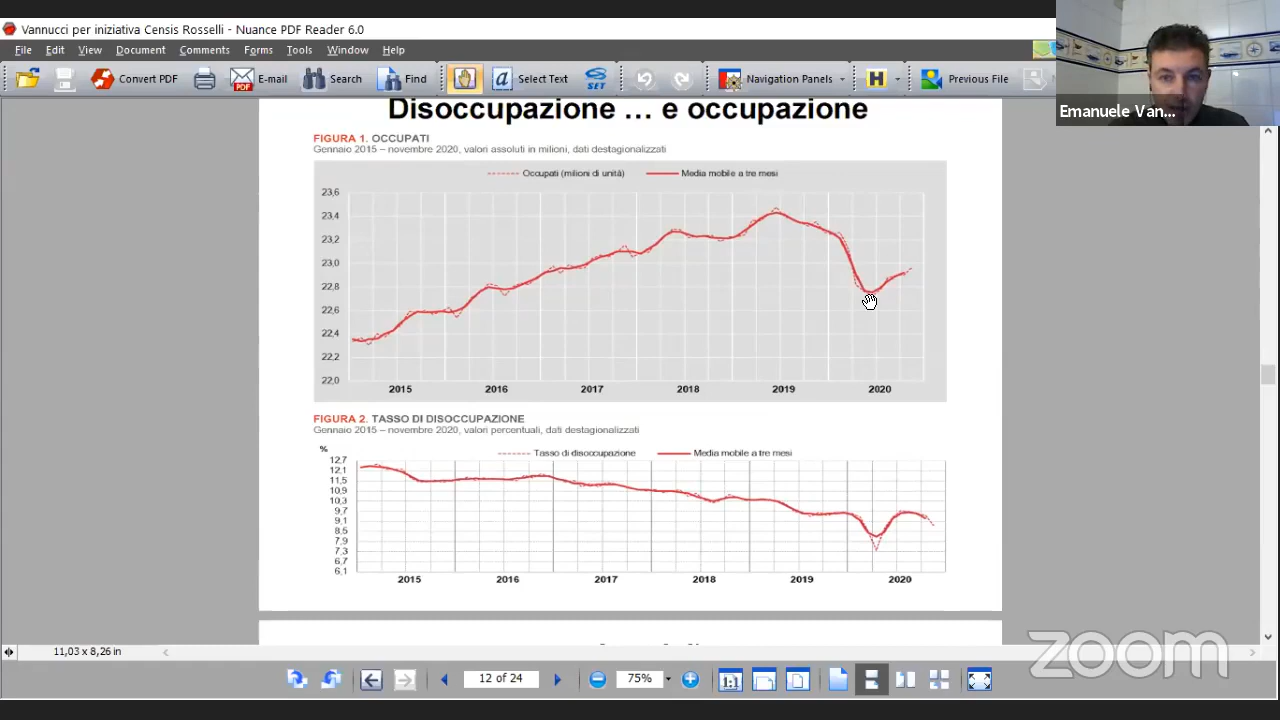 Vannucci per iniziativa Censis Rosselli - Nuance PDF Reader 6.0
File Edit View Document Comments Forms Tools Window Help
Convert PDF E-mail Search Find Select Text SET Navigation Panels H Previous File
Emanuele Van...
Disoccupazione ... e occupazione
FIGURA 1. OCCUPATI
Gennaio 2015 – novembre 2020, valori assoluti in milioni, dati destagionalizzati
Occupati (milioni di unità) Media mobile a tre mesi
23,6
23,4
23,2
23,0
22,8
22,6
22,4
22,2
22,0
2015 2016 2017 2018 2019 2020
FIGURA 2. TASSO DI DISOCCUPAZIONE
Gennaio 2015 – novembre 2020, valori percentuali, dati destagionalizzati
%
Tasso di disoccupazione Media mobile a tre mesi
12,7
12,1
11,5
10,9
10,3
9,7
9,1
8,5
7,9
7,3
6,7
6,1
2015 2016 2017 2018 2019 2020
11,03 x 8,26 in
12 of 24 75% 1:1
zoom